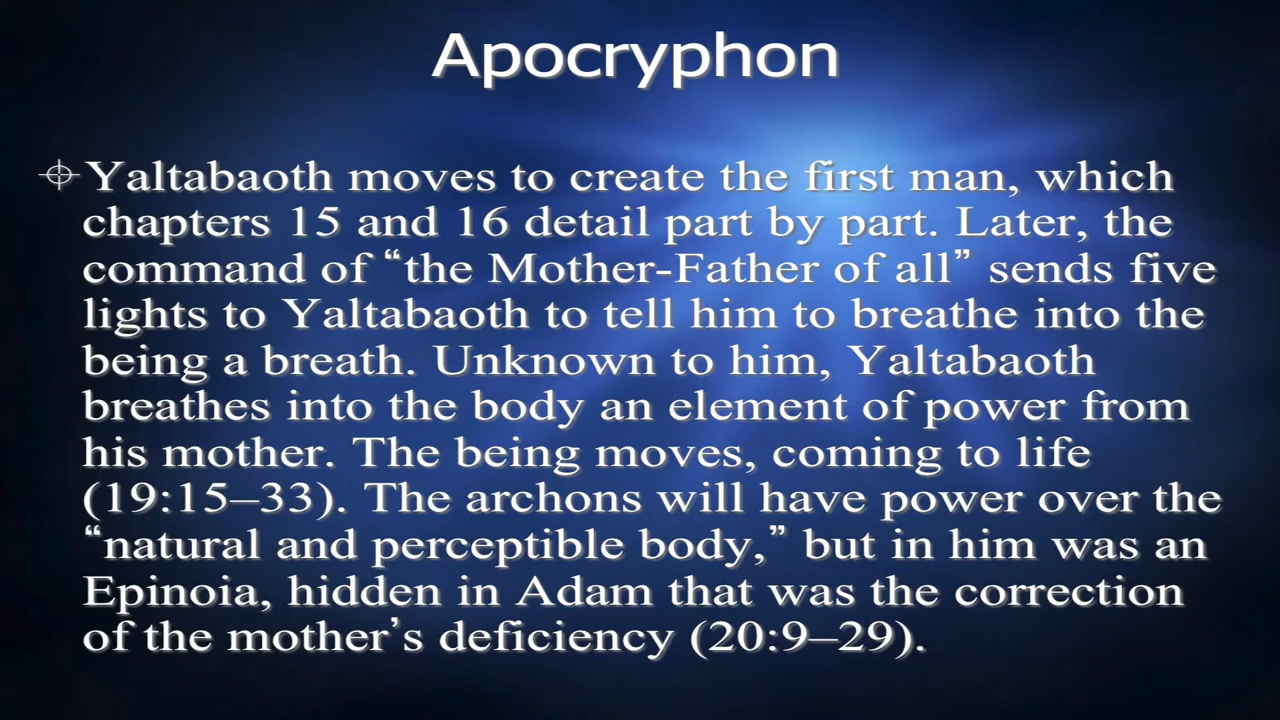 Apocryphon
Yaltabaoth moves to create the first man, which
chapters 15 and 16 detail part by part. Later, the
command of “the Mother-Father of all” sends five
lights to Yaltabaoth to tell him to breathe into the
being a breath. Unknown to him, Yaltabaoth
breathes into the body an element of power from
his mother. The being moves, coming to life
(19:15–33). The archons will have power over the
“natural and perceptible body,” but in him was an
Epinoia, hidden in Adam that was the correction
of the mother’s deficiency (20:9–29).